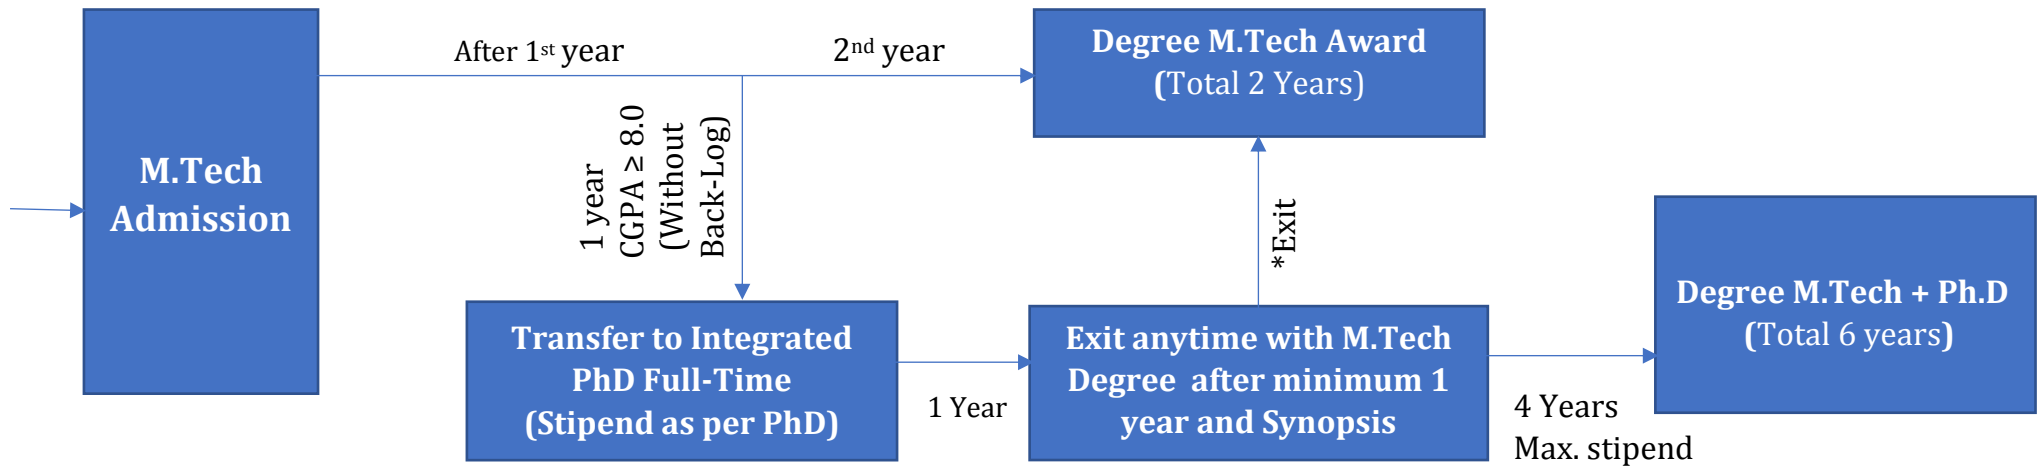 M.Tech
Admission
After 1st year
2nd year
Degree M.Tech Award
(Total 2 Years)
1 year
CGPA ≥ 8.0
(Without
Back-Log)
*Exit
Transfer to Integrated
PhD Full-Time
(Stipend as per PhD)
1 Year
Exit anytime with M.Tech
Degree after minimum 1
year and Synopsis
4 Years
Max. stipend
Degree M.Tech + Ph.D
(Total 6 years)